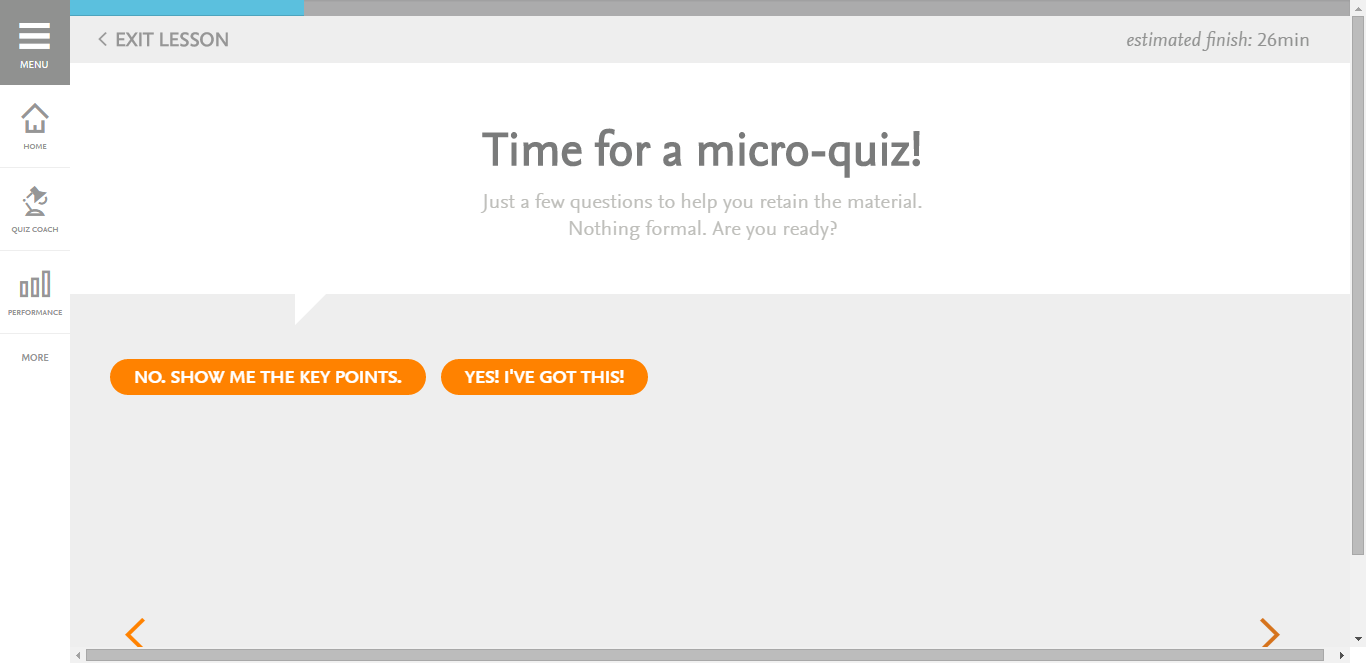 EXIT LESSON
estimated finish: 26min
MENU
HOME
QUIZ COACH
PERFORMANCE
MORE
Time for a micro-quiz!
Just a few questions to help you retain the material.
Nothing formal. Are you ready?
NO. SHOW ME THE KEY POINTS.
YES! I'VE GOT THIS!